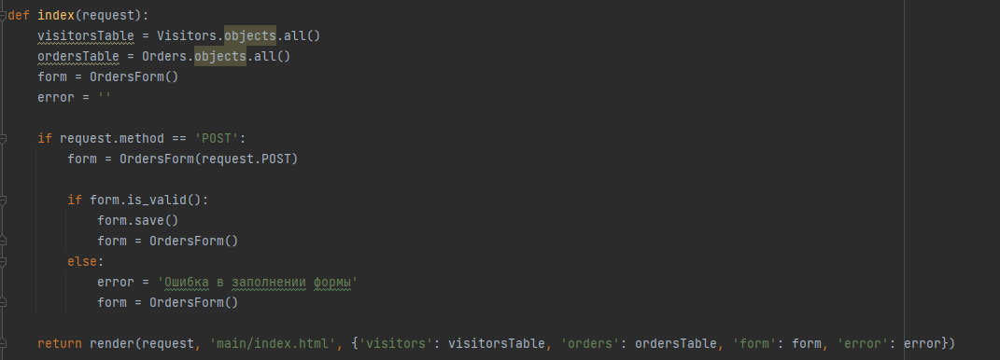 def index(request):
    visitorsTable = Visitors.objects.all()
    ordersTable = Orders.objects.all()
    form = OrdersForm()
    error = ''
    if request.method == 'POST':
        form = OrdersForm(request.POST)
        if form.is_valid():
            form.save()
            form = OrdersForm()
        else:
            error = 'Ошибка в заполнении формы'
            form = OrdersForm()
    return render(request, 'main/index.html', {'visitors': visitorsTable, 'orders': ordersTable, 'form': form, 'error': error})